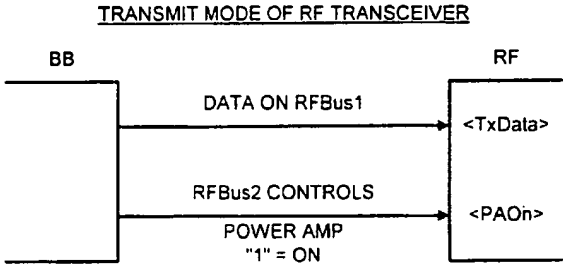 TRANSMIT MODE OF RF TRANSCEIVER
BB
RF
DATA ON RFBus1
<TxData>
RFBus2 CONTROLS
<PAOn>
POWER AMP
"1" = ON